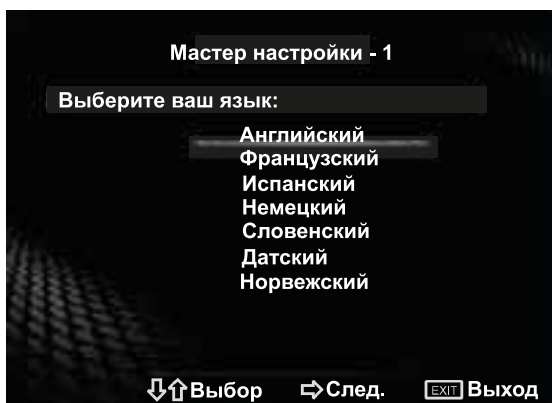 Мастер настройки - 1
Выберите ваш язык:
Английский
Французский
Испанский
Немецкий
Словенский
Датский
Норвежский
Выбор След. EXIT Выход